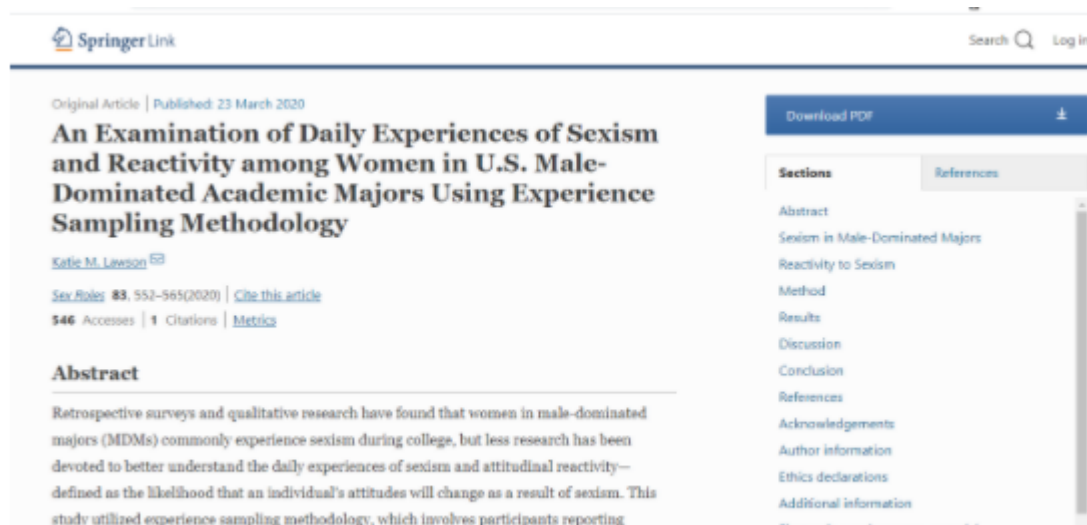 Springer Link
Search
Log in
Original Article | Published: 23 March 2020
An Examination of Daily Experiences of Sexism
and Reactivity among Women in U.S. Male-
Dominated Academic Majors Using Experience
Sampling Methodology
Katie M. Lawson
Sex Roles 83, 552–565(2020) | Cite this article
546 Accesses | 1 Citations | Metrics
Abstract
Retrospective surveys and qualitative research have found that women in male-dominated
majors (MDMs) commonly experience sexism during college, but less research has been
devoted to better understand the daily experiences of sexism and attitudinal reactivity—
defined as the likelihood that an individual's attitudes will change as a result of sexism. This
study utilized experience sampling methodology, which involves participants reporting
Download PDF
Sections
References
Abstract
Sexism in Male-Dominated Majors
Reactivity to Sexism
Method
Results
Discussion
Conclusion
References
Acknowledgements
Author information
Ethics declarations
Additional information